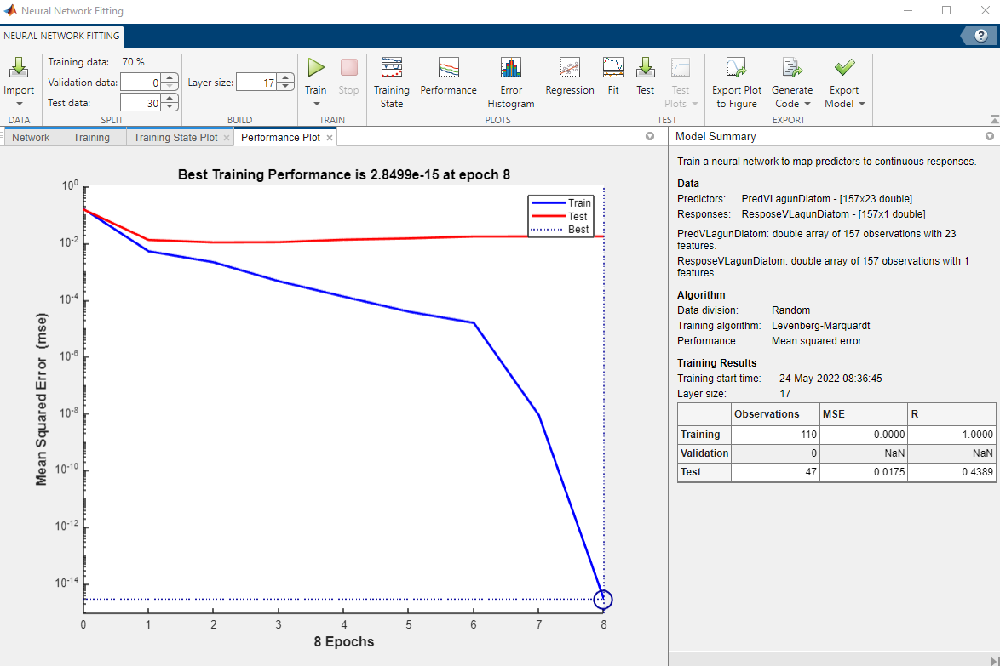 Neural Network Fitting
NEURAL NETWORK FITTING
?
Import
DATA
Training data: 70 %
Validation data: 0
Test data: 30
SPLIT
Layer size: 17
BUILD
Train
Stop
TRAIN
Training State
Performance
Error Histogram
Regression
Fit
PLOTS
Test
Test Plots
TEST
Export Plot to Figure
Generate Code
Export Model
EXPORT
Network
Training
Training State Plot
Performance Plot
Best Training Performance is 2.8499e-15 at epoch 8
Train
Test
Best
10^0
10^-2
10^-4
10^-6
10^-8
10^-10
10^-12
10^-14
Mean Squared Error (mse)
0 1 2 3 4 5 6 7 8
8 Epochs
Model Summary
Train a neural network to map predictors to continuous responses.
Data
Predictors: PredVLagunDiatom - [157x23 double]
Responses: ResposeVLagunDiatom - [157x1 double]
PredVLagunDiatom: double array of 157 observations with 23
features.
ResposeVLagunDiatom: double array of 157 observations with 1
features.
Algorithm
Data division: Random
Training algorithm: Levenberg-Marquardt
Performance: Mean squared error
Training Results
Training start time: 24-May-2022 08:36:45
Layer size: 17
Observations MSE R
Training 110 0.0000 1.0000
Validation 0 NaN NaN
Test 47 0.0175 0.4389